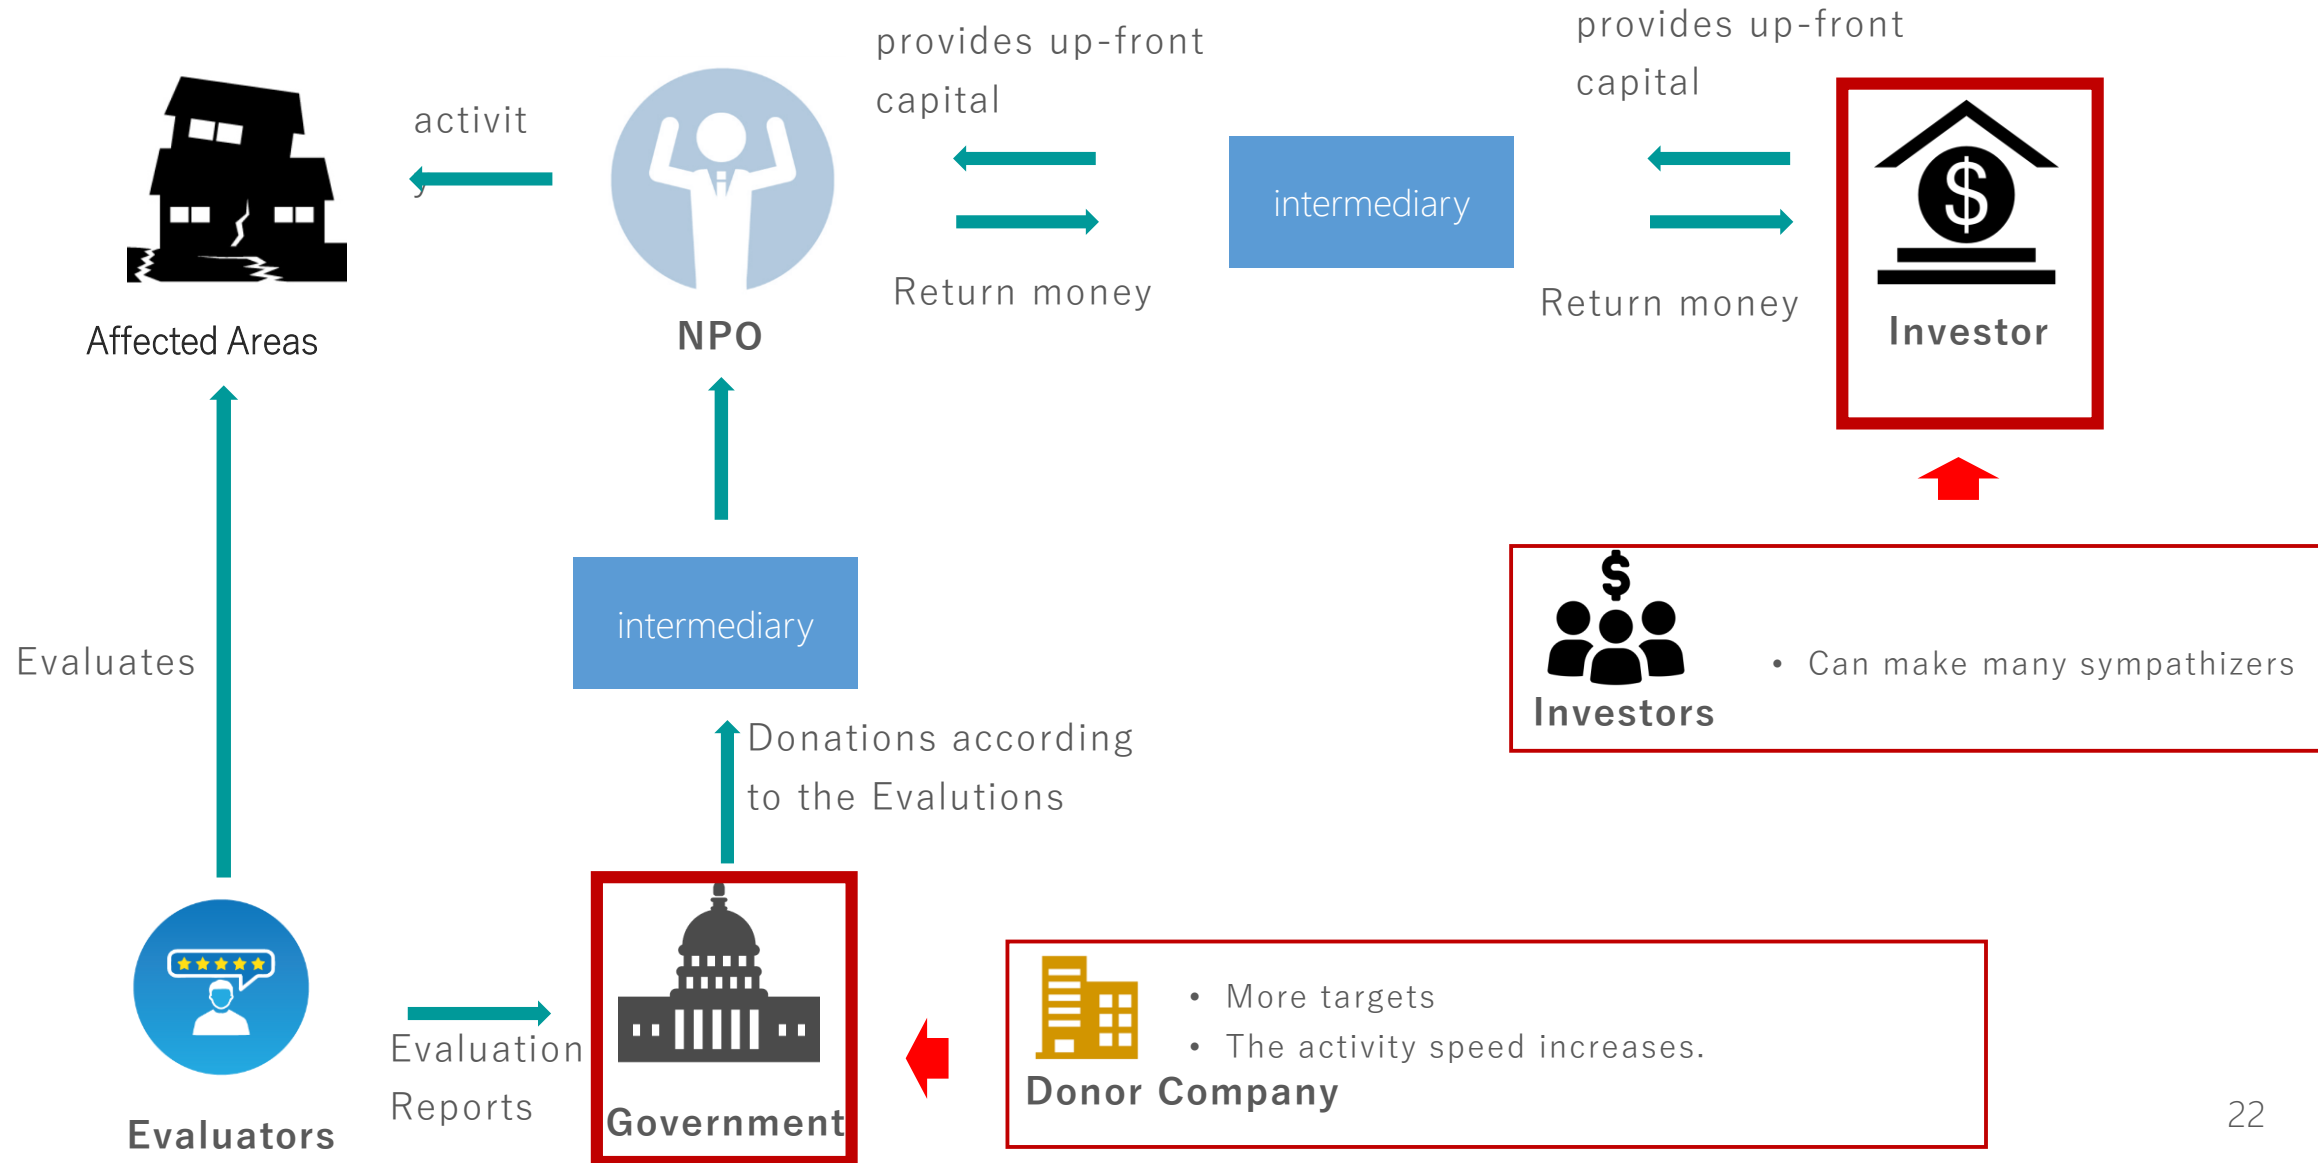 provides up-front
capital
provides up-front
capital
activit
y
intermediary
Return money
Return money
Affected Areas
NPO
Investor
Evaluates
intermediary
Can make many sympathizers
Investors
Donations according
to the Evalutions
Evaluation
Reports
• More targets
• The activity speed increases.
Donor Company
Government
Evaluators
22